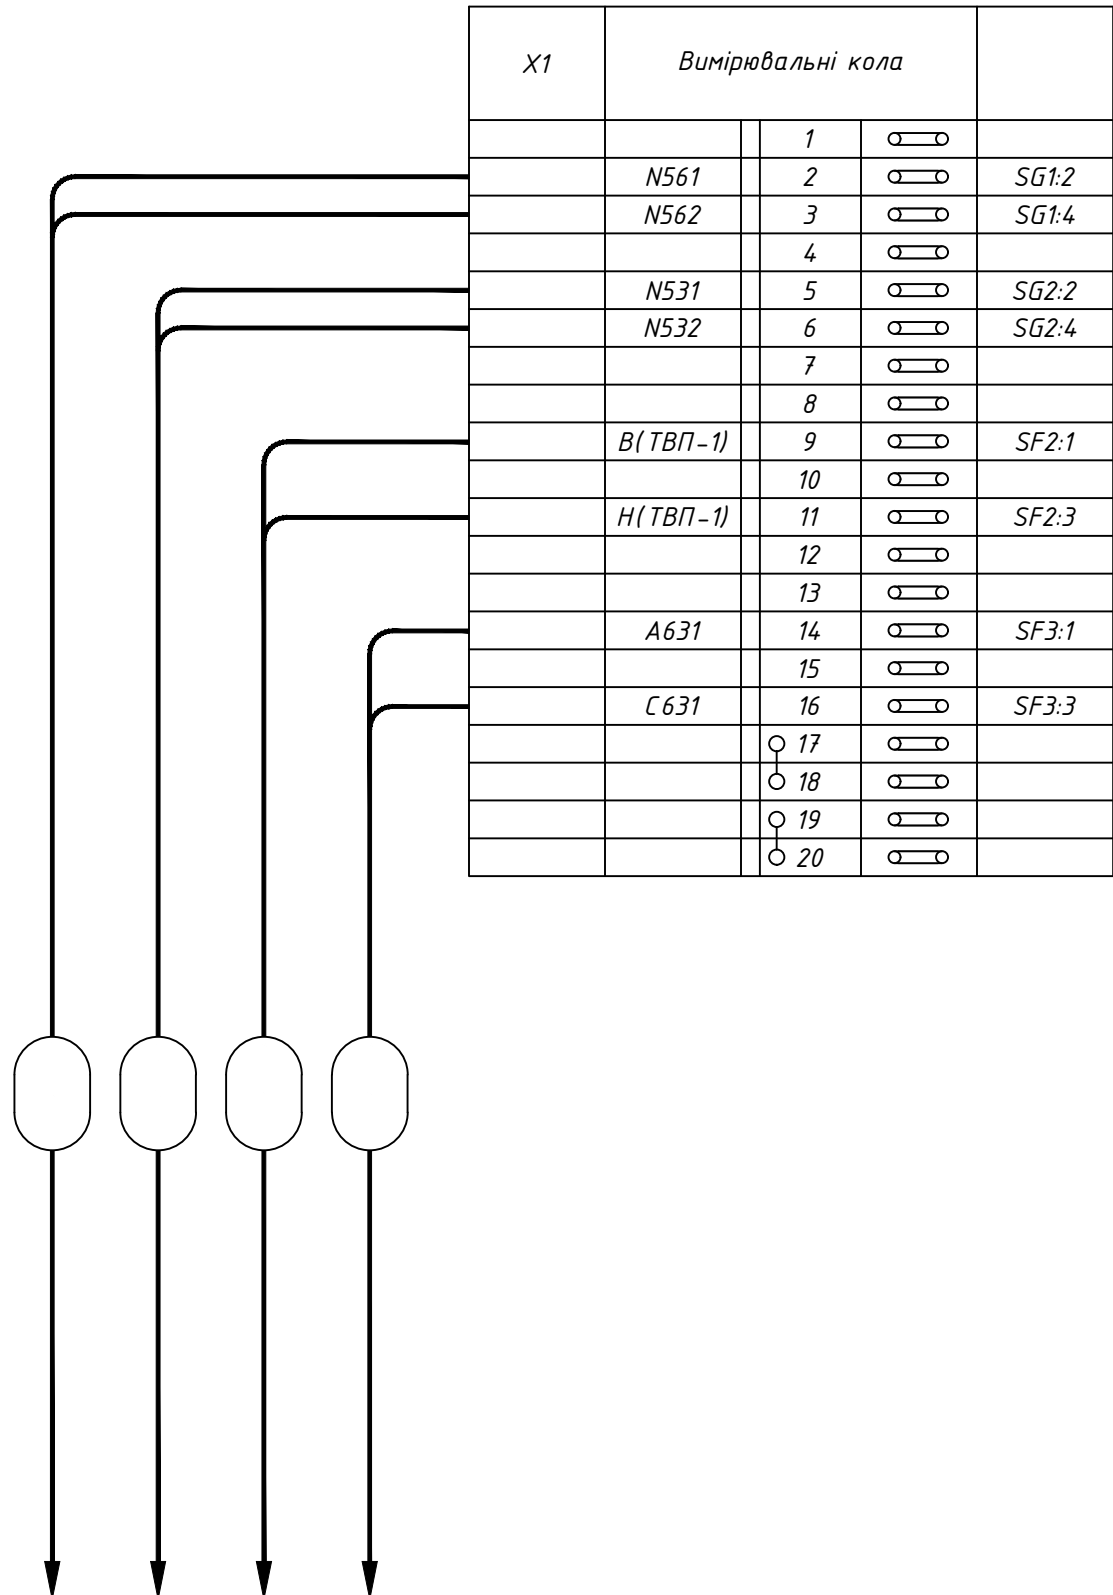 X1 Вимірювальні кола
1
N561 2 SG1:2
N562 3 SG1:4
4
N531 5 SG2:2
N532 6 SG2:4
7
8
В(ТВП-1) 9 SF2:1
10
Н(ТВП-1) 11 SF2:3
12
13
A631 14 SF3:1
15
C631 16 SF3:3
17
18
19
20